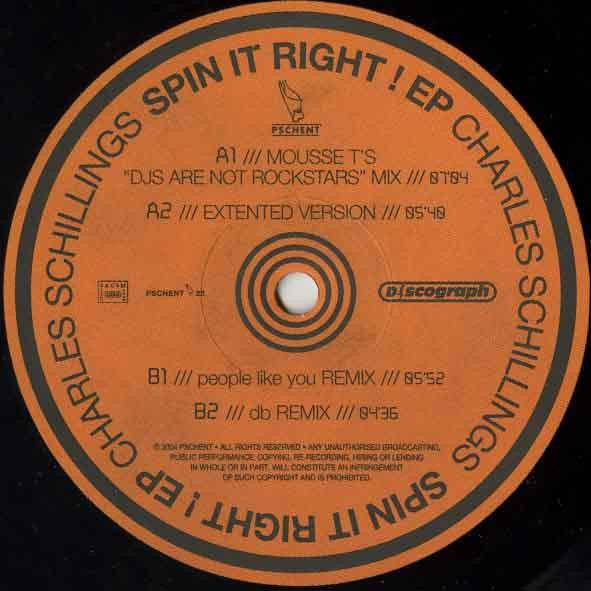 SPIN IT RIGHT ! EP CHARLES SCHILLINGS SPIN IT RIGHT ! EP CHARLES SCHILLINGS
PSCHENT
A1 /// MOUSSE T'S
"DJS ARE NOT ROCKSTARS" MIX /// 07'04
A2 /// EXTENTED VERSION /// 05'40
SACEM
PSCHENT
Discograph
B1 /// people like you REMIX /// 05'52
B2 /// db REMIX /// 04'36
© 2004 PSCHENT • ALL RIGHTS RESERVED • ANY UNAUTHORISED BROADCASTING,
PUBLIC PERFORMANCE, COPYING, RE-RECORDING, HIRING OR LENDING
IN WHOLE OR IN PART, WILL CONSTITUTE AN INFRINGEMENT
OF SUCH COPYRIGHT AND IS PROHIBITED.